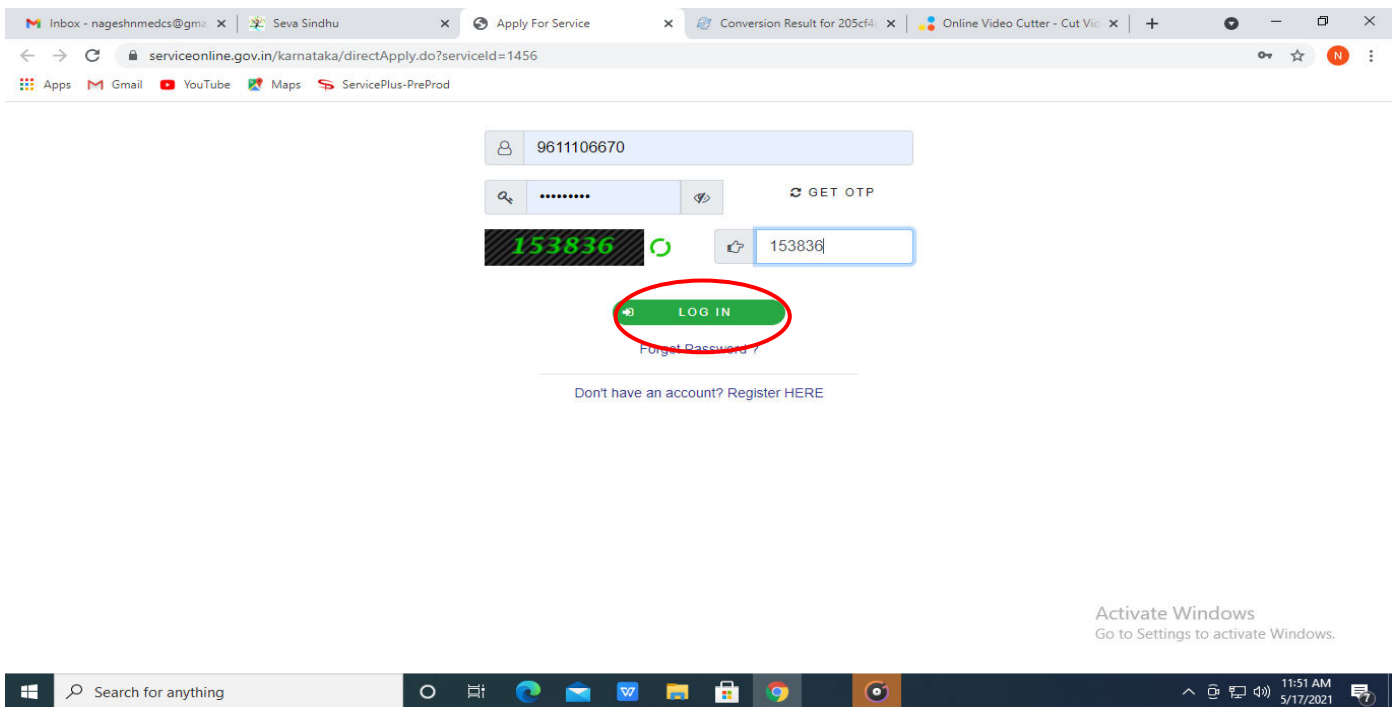 Inbox - nageshnmedcs@gma
Seva Sindhu
Apply For Service
Conversion Result for 205cf4
Online Video Cutter - Cut Vid
serviceonline.gov.in/karnataka/directApply.do?serviceId=1456
N
Apps
Gmail
YouTube
Maps
ServicePlus-PreProd
9611106670
•••••••••
GET OTP
153836
153836
LOG IN
Forgot Password ?
Don't have an account? Register HERE
Activate Windows
Go to Settings to activate Windows.
Search for anything
11:51 AM
5/17/2021
7